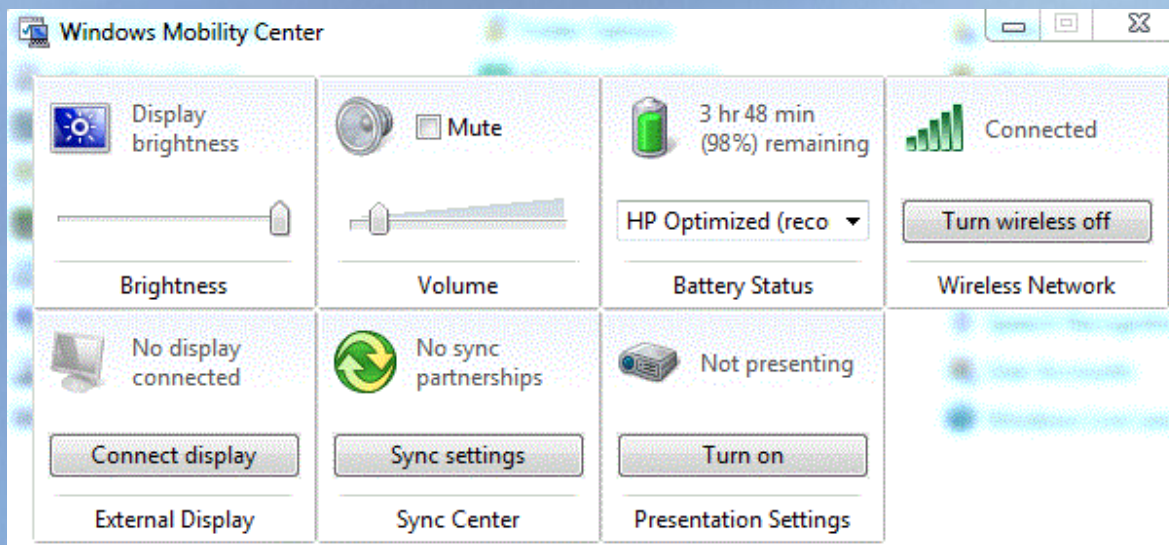 Windows Mobility Center
Display
brightness
Brightness
Mute
Volume
3 hr 48 min
(98%) remaining
HP Optimized (reco
Battery Status
Connected
Turn wireless off
Wireless Network
No display
connected
Connect display
External Display
No sync
partnerships
Sync settings
Sync Center
Not presenting
Turn on
Presentation Settings